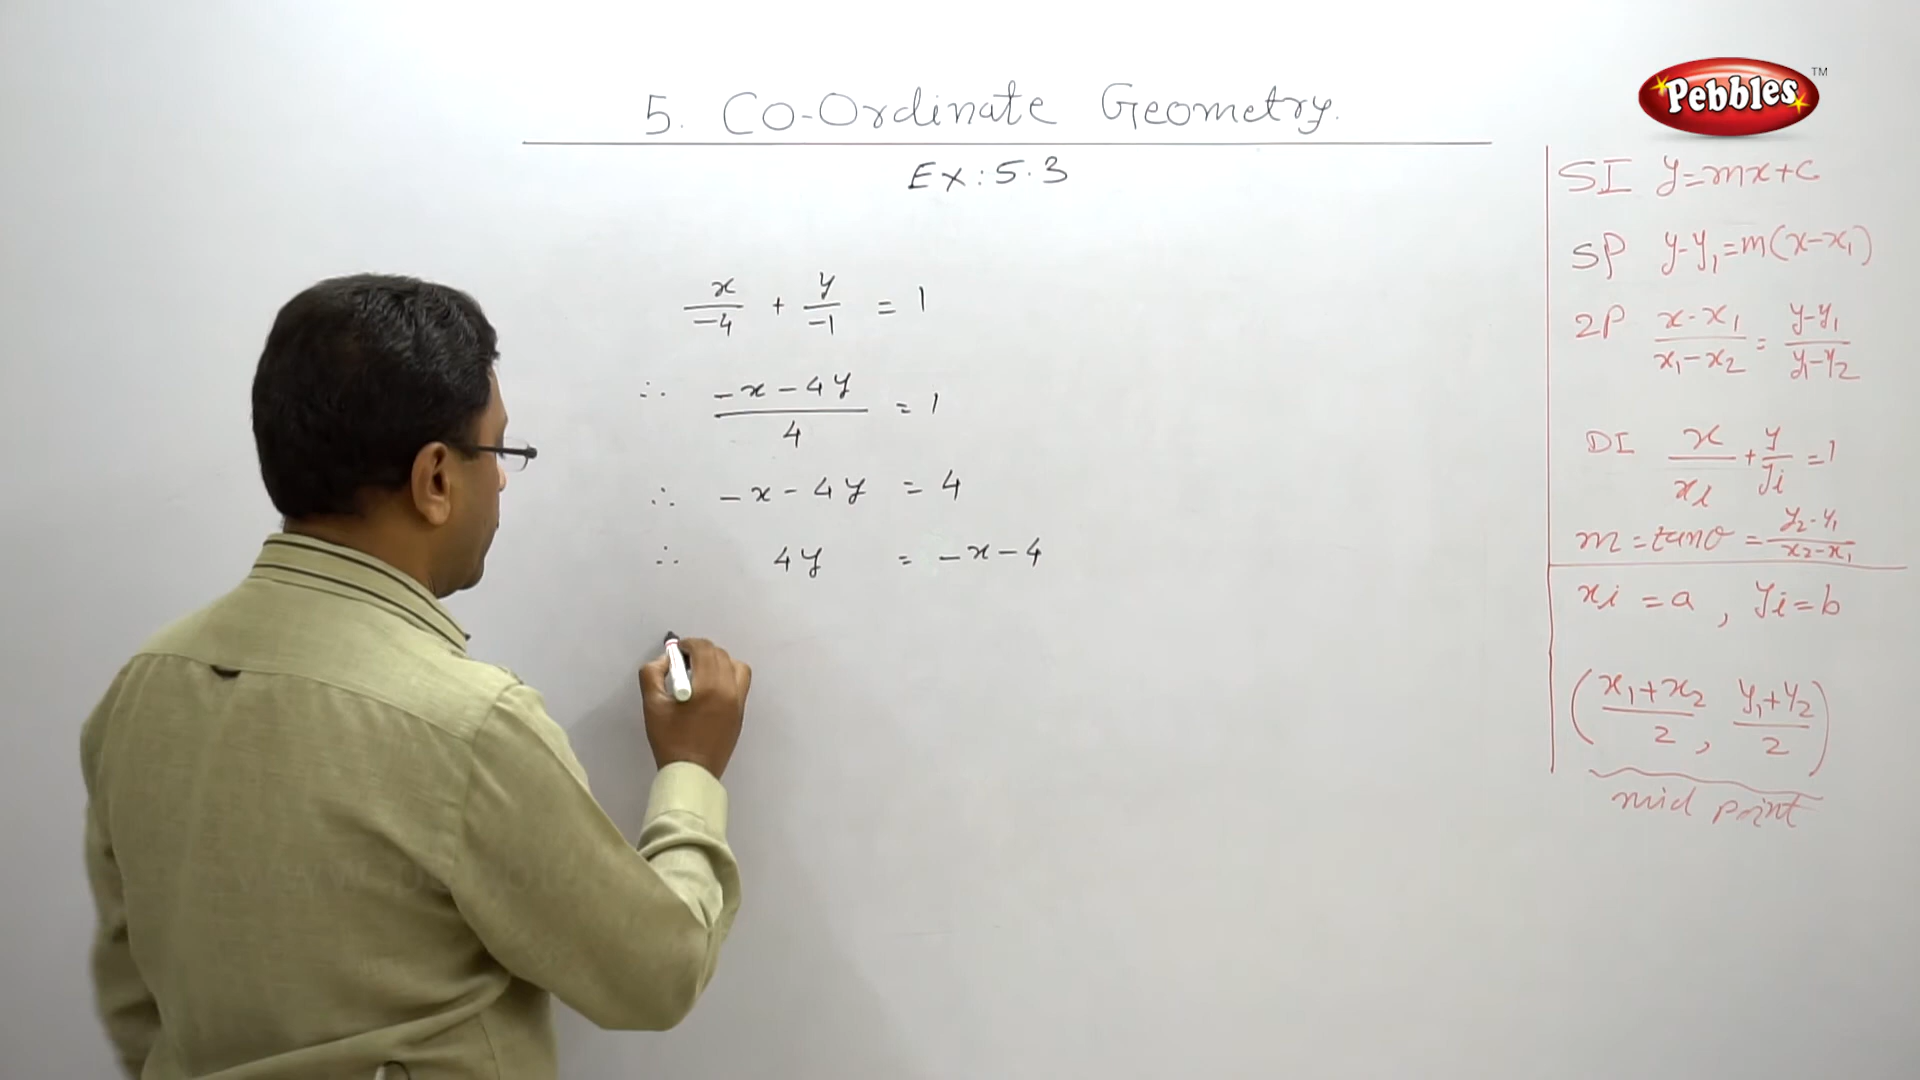 5. Co-Ordinate Geometry.
Ex: 5.3
x/-4 + y/-1 = 1
∴ (-x - 4y)/4 = 1
∴ -x - 4y = 4
∴ 4y = -x - 4
Pebbles™
SI y=mx+c
SP y-y₁=m(x-x₁)
2P (x-x₁)/(x₁-x₂) = (y-y₁)/(y₁-y₂)
DI x/xi + y/yi = 1
m = tanθ = (y₂-y₁)/(x₂-x₁)
xi = a, yi = b
((x₁+x₂)/2, (y₁+y₂)/2)
mid point